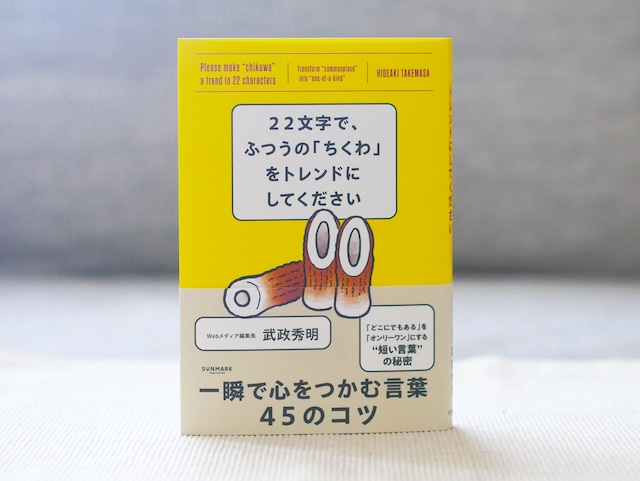 Please make "chikuwa"
a trend in 22 characters
Transform "commonplace"
into "one-of-a-kind"
HIDEAKI TAKEMASA
22文字で、
ふつうの「ちくわ」
をトレンドに
してください
Webメディア編集長 武政秀明
「どこにでもある」を
「オンリーワン」にする
“短い言葉”
の秘密
SUNMARK
PUBLISHING
一瞬で心をつかむ言葉
45のコツ